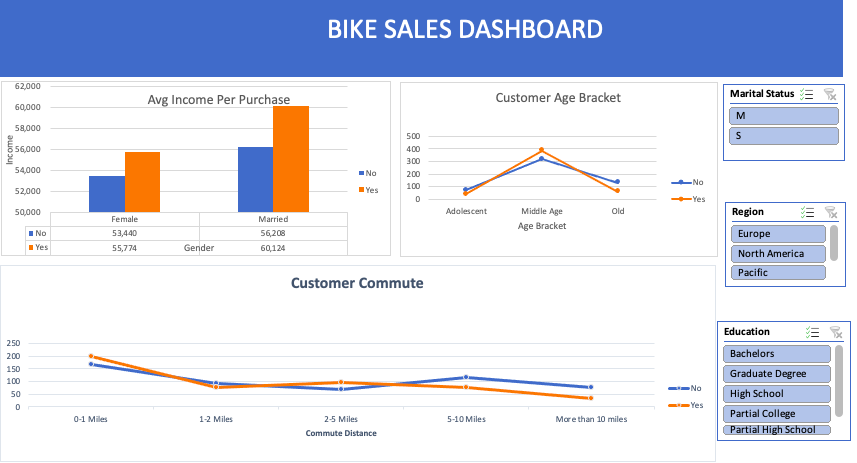 BIKE SALES DASHBOARD
Avg Income Per Purchase
62,000
60,000
58,000
56,000
54,000
52,000
50,000
Income
Female Married
No 53,440 56,208
Yes 55,774 60,124
Gender
No
Yes
Customer Age Bracket
500
400
300
200
100
0
Adolescent Middle Age Old
Age Bracket
No
Yes
Marital Status
M
S
Region
Europe
North America
Pacific
Customer Commute
250
200
150
100
50
0
0-1 Miles 1-2 Miles 2-5 Miles 5-10 Miles More than 10 miles
Commute Distance
No
Yes
Education
Bachelors
Graduate Degree
High School
Partial College
Partial High School